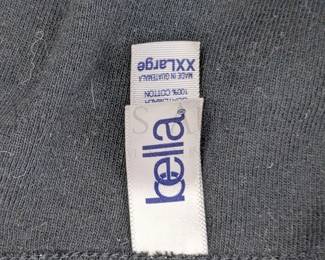 XXLarge
MADE IN GUATEMALA
100% COTTON
bella®